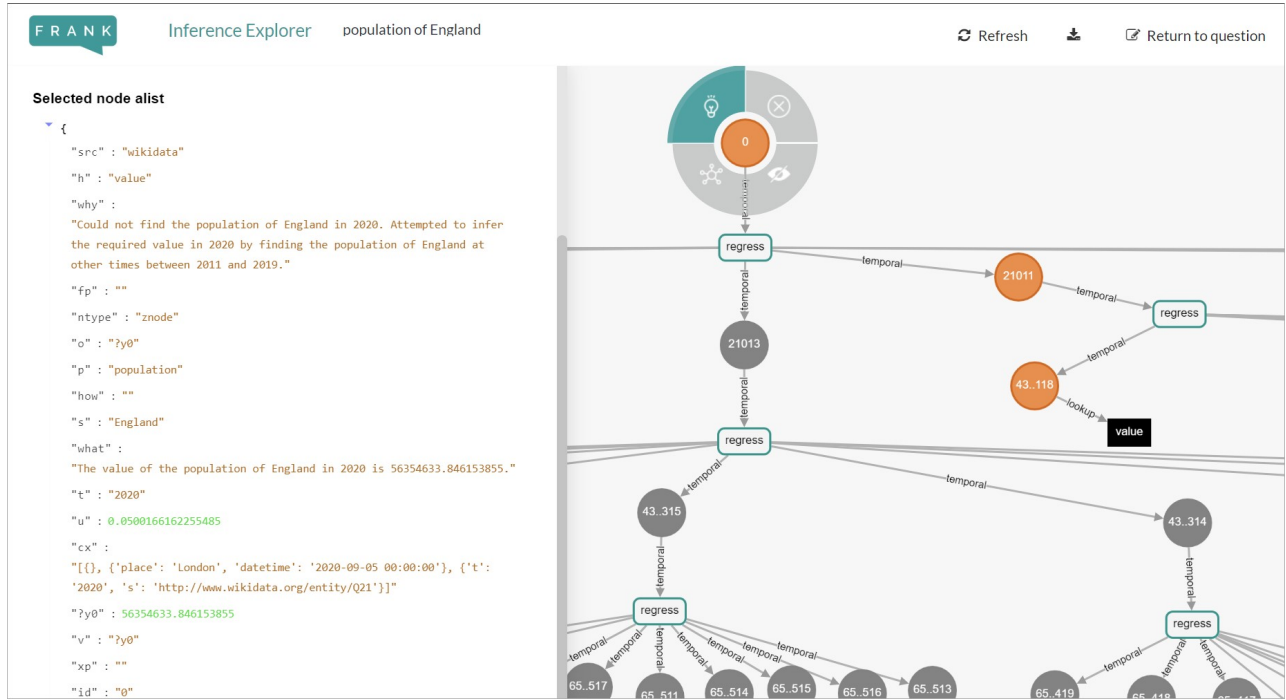 FRANK
Inference Explorer
population of England
Refresh
Return to question
Selected node alist
{
"src" : "wikidata"
"h" : "value"
"why" :
"Could not find the population of England in 2020. Attempted to infer
the required value in 2020 by finding the population of England at
other times between 2011 and 2019."
"fp" : ""
"ntype" : "znode"
"o" : "?y0"
"p" : "population"
"how" : ""
"s" : "England"
"what" :
"The value of the population of England in 2020 is 56354633.846153855."
"t" : "2020"
"u" : 0.0500166162255485
"cx" :
"[{}, {'place': 'London', 'datetime': '2020-09-05 00:00:00'}, {'t':
'2020', 's': 'http://www.wikidata.org/entity/Q21'}]"
"?y0" : 56354633.846153855
"v" : "?y0"
"xp" : ""
"id" : "0"
0
temporal
regress
temporal
21011
temporal
regress
temporal
21013
temporal
43..118
lookup
value
temporal
regress
temporal
temporal
43..315
43..314
temporal
temporal
regress
regress
temporal
temporal
temporal
temporal
temporal
temporal
temporal
temporal
temporal
temporal
65..517
65..511
65..514
65..515
65..516
65..513
65..419
65..418